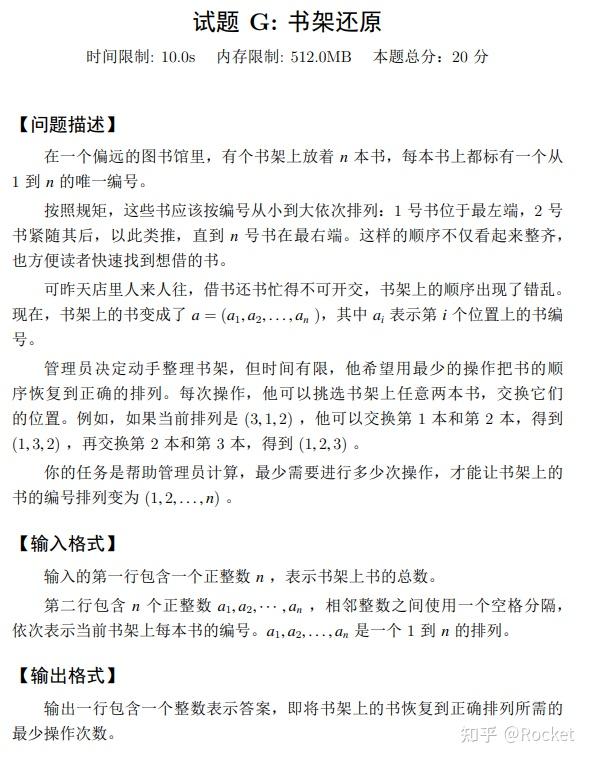 试题 G: 书架还原
时间限制: 10.0s 内存限制: 512.0MB 本题总分：20 分
【问题描述】
在一个偏远的图书馆里，有个书架上放着 n 本书，每本书上都标有一个从
1 到 n 的唯一编号。
按照规矩，这些书应该按编号从小到大依次排列：1 号书位于最左端，2 号
书紧随其后，以此类推，直到 n 号书在最右端。这样的顺序不仅看起来整齐，
也方便读者快速找到想借的书。
可昨天店里人来人往，借书还书忙得不可开交，书架上的顺序出现了错乱。
现在，书架上的书变成了 a = (a₁, a₂, . . . , aₙ )，其中 aᵢ 表示第 i 个位置上的书编
号。
管理员决定动手整理书架，但时间有限，他希望用最少的操作把书的顺
序恢复到正确的排列。每次操作，他可以挑选书架上任意两本书，交换它们
的位置。例如，如果当前排列是 (3, 1, 2) ，他可以交换第 1 本和第 2 本，得到
(1, 3, 2) ，再交换第 2 本和第 3 本，得到 (1, 2, 3) 。
你的任务是帮助管理员计算，最少需要进行多少次操作，才能让书架上的
书的编号排列变为 (1, 2, . . . , n) 。
【输入格式】
输入的第一行包含一个正整数 n ，表示书架上书的总数。
第二行包含 n 个正整数 a₁, a₂, · · · , aₙ ，相邻整数之间使用一个空格分隔，
依次表示当前书架上每本书的编号。a₁, a₂, . . . , aₙ 是一个 1 到 n 的排列。
【输出格式】
输出一行包含一个整数表示答案，即将书架上的书恢复到正确排列所需的
最少操作次数。
知乎 @Rocket